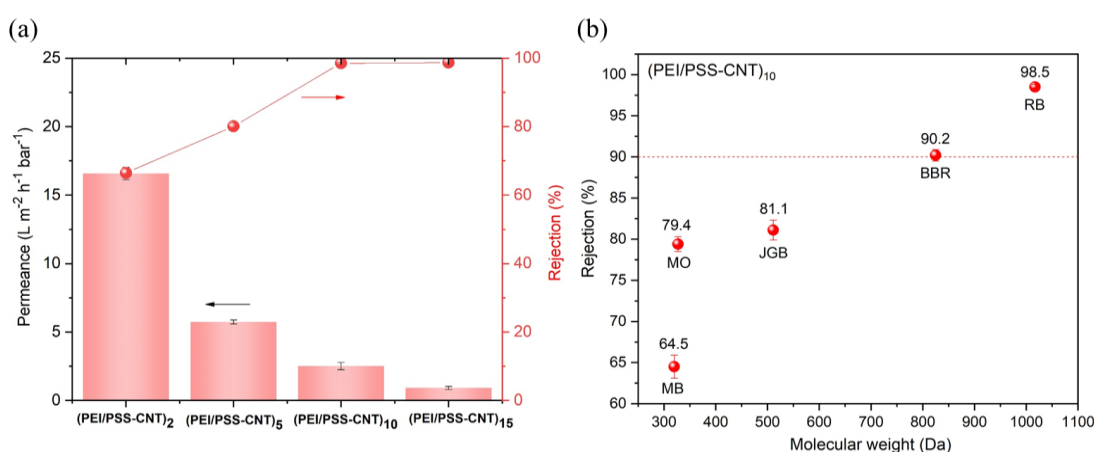 (a)
25
20
15
10
5
0
Permeance (L m⁻² h⁻¹ bar⁻¹)
100
80
60
40
20
0
Rejection (%)
(PEI/PSS-CNT)₂
(PEI/PSS-CNT)₅
(PEI/PSS-CNT)₁₀
(PEI/PSS-CNT)₁₅
(b)
(PEI/PSS-CNT)₁₀
100
95
90
85
80
75
70
65
60
Rejection (%)
98.5
RB
90.2
BBR
79.4
MO
81.1
JGB
64.5
MB
300 400 500 600 700 800 900 1000 1100
Molecular weight (Da)